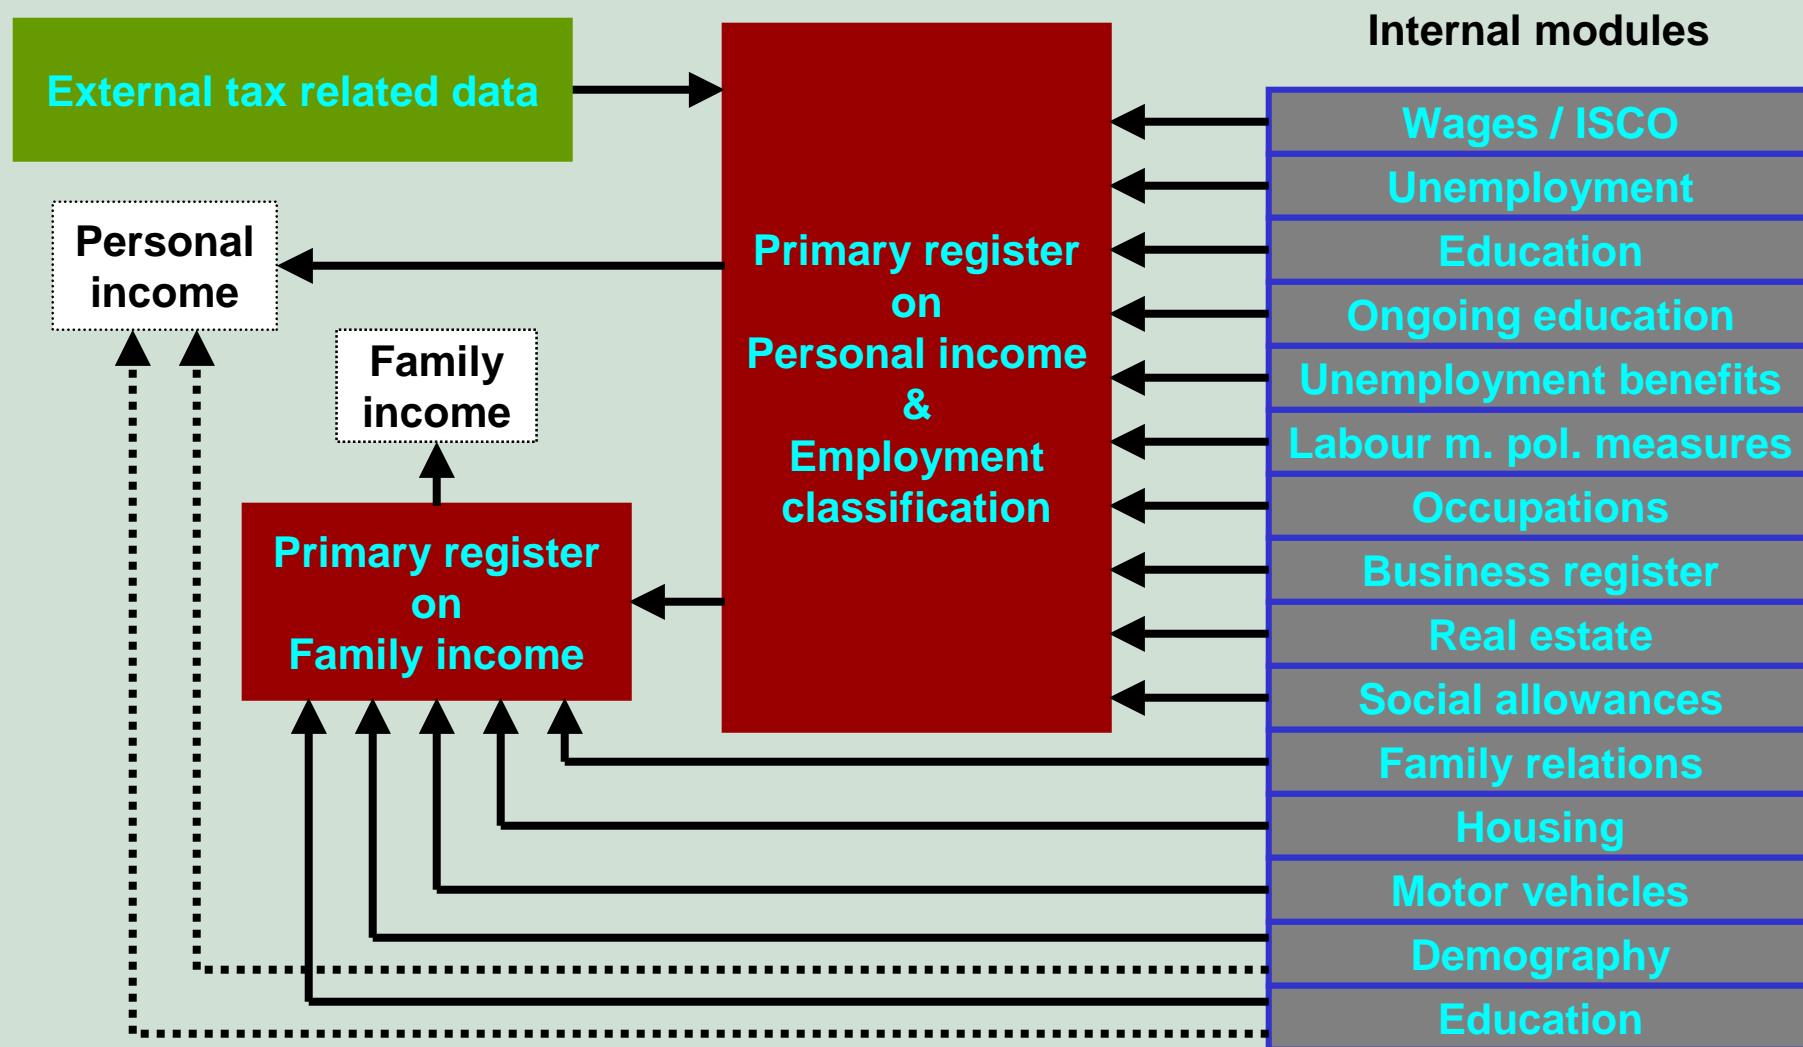 Internal modules
External tax related data
Wages / ISCO
Unemployment
Education
Ongoing education
Unemployment benefits
Labour m. pol. measures
Occupations
Business register
Real estate
Social allowances
Family relations
Housing
Motor vehicles
Demography
Education
Primary register
on
Personal income
&
Employment
classification
Personal
income
Family
income
Primary register
on
Family income